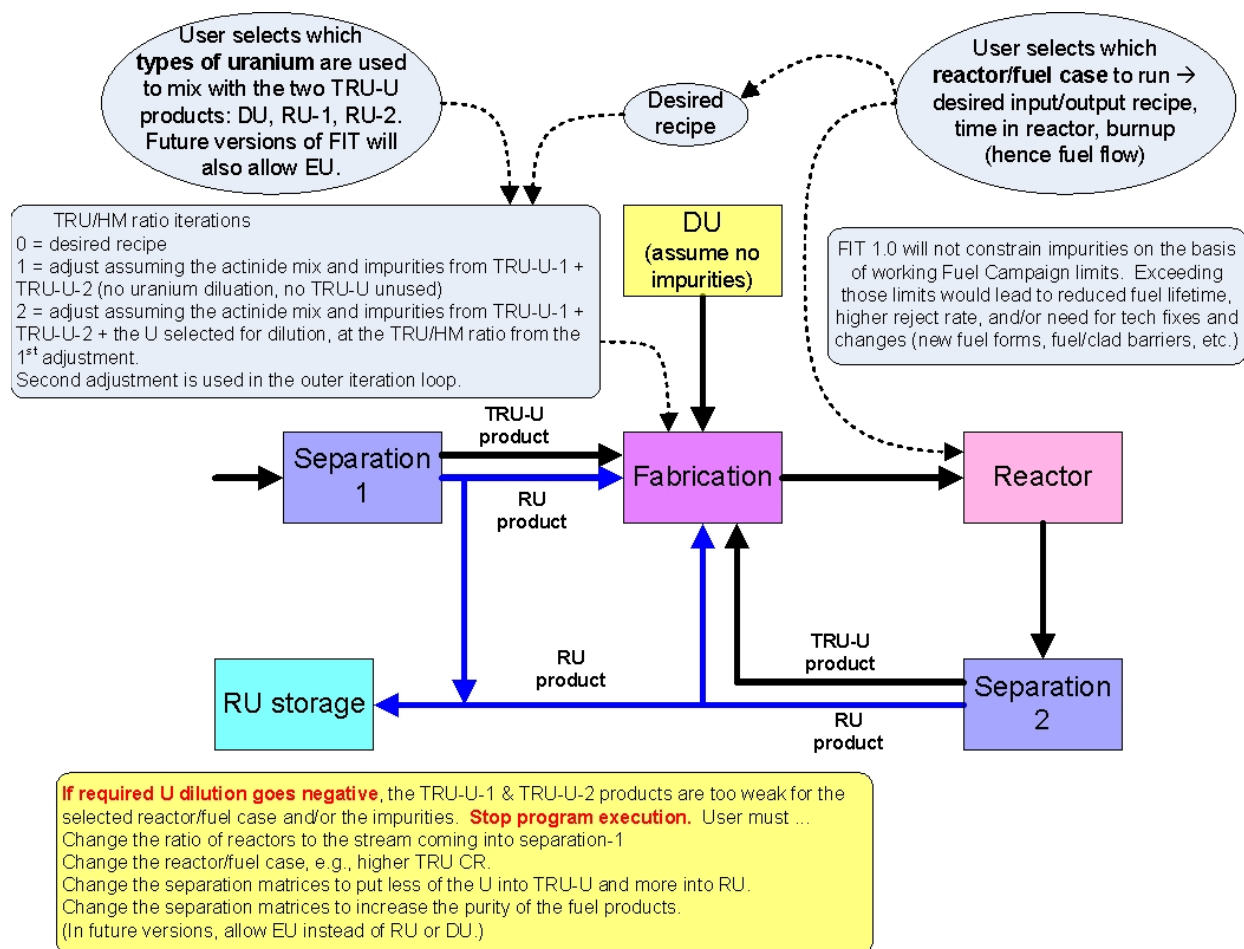 User selects which
types of uranium are used
to mix with the two TRU-U
products: DU, RU-1, RU-2.
Future versions of FIT will
also allow EU.
Desired
recipe
User selects which
reactor/fuel case to run →
desired input/output recipe,
time in reactor, burnup
(hence fuel flow)
TRU/HM ratio iterations
0 = desired recipe
1 = adjust assuming the actinide mix and impurities from TRU-U-1 +
TRU-U-2 (no uranium diluation, no TRU-U unused)
2 = adjust assuming the actinide mix and impurities from TRU-U-1 +
TRU-U-2 + the U selected for dilution, at the TRU/HM ratio from the
1st adjustment.
Second adjustment is used in the outer iteration loop.
DU
(assume no
impurities)
FIT 1.0 will not constrain impurities on the basis
of working Fuel Campaign limits. Exceeding
those limits would lead to reduced fuel lifetime,
higher reject rate, and/or need for tech fixes and
changes (new fuel forms, fuel/clad barriers, etc.)
Separation
1
TRU-U
product
RU
product
Fabrication
Reactor
RU storage
RU
product
TRU-U
product
RU
product
Separation
2
If required U dilution goes negative, the TRU-U-1 & TRU-U-2 products are too weak for the
selected reactor/fuel case and/or the impurities. Stop program execution. User must ...
Change the ratio of reactors to the stream coming into separation-1
Change the reactor/fuel case, e.g., higher TRU CR.
Change the separation matrices to put less of the U into TRU-U and more into RU.
Change the separation matrices to increase the purity of the fuel products.
(In future versions, allow EU instead of RU or DU.)